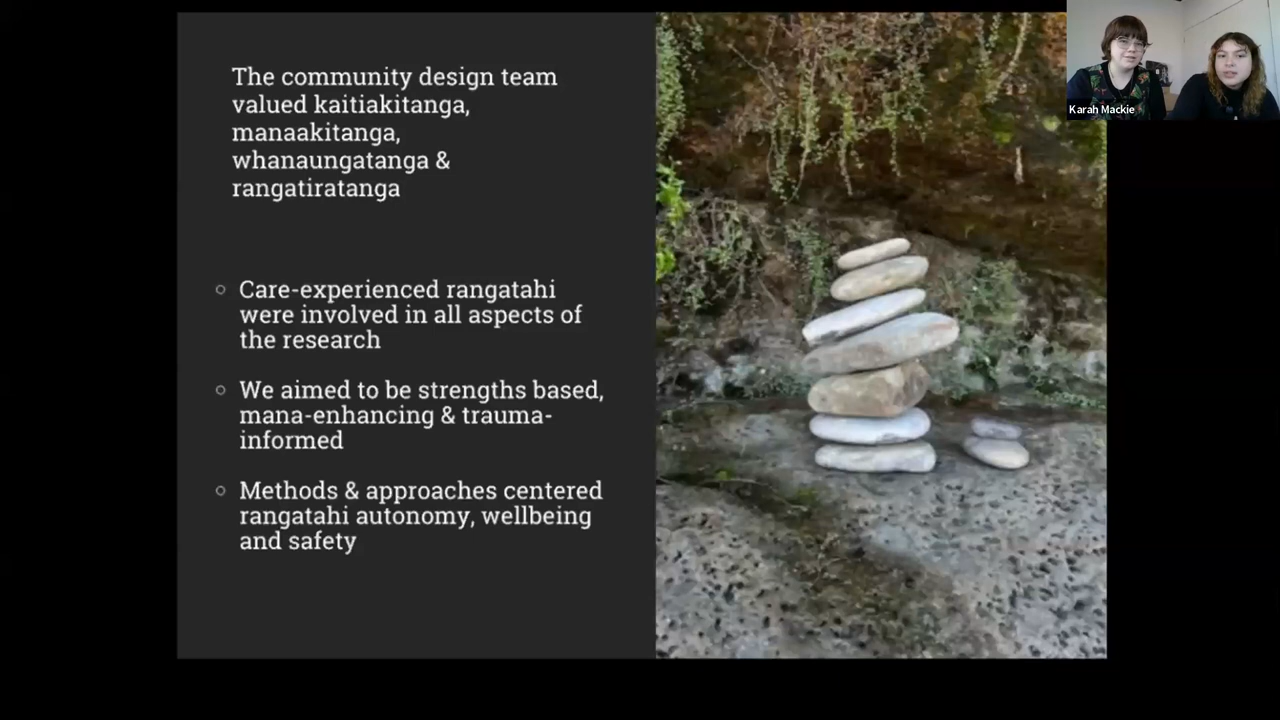 The community design team
valued kaitiakitanga,
manaakitanga,
whanaungatanga &
rangatiratanga
Care-experienced rangatahi
were involved in all aspects of
the research
We aimed to be strengths based,
mana-enhancing & trauma-
informed
Methods & approaches centered
rangatahi autonomy, wellbeing
and safety
Karah Mackie